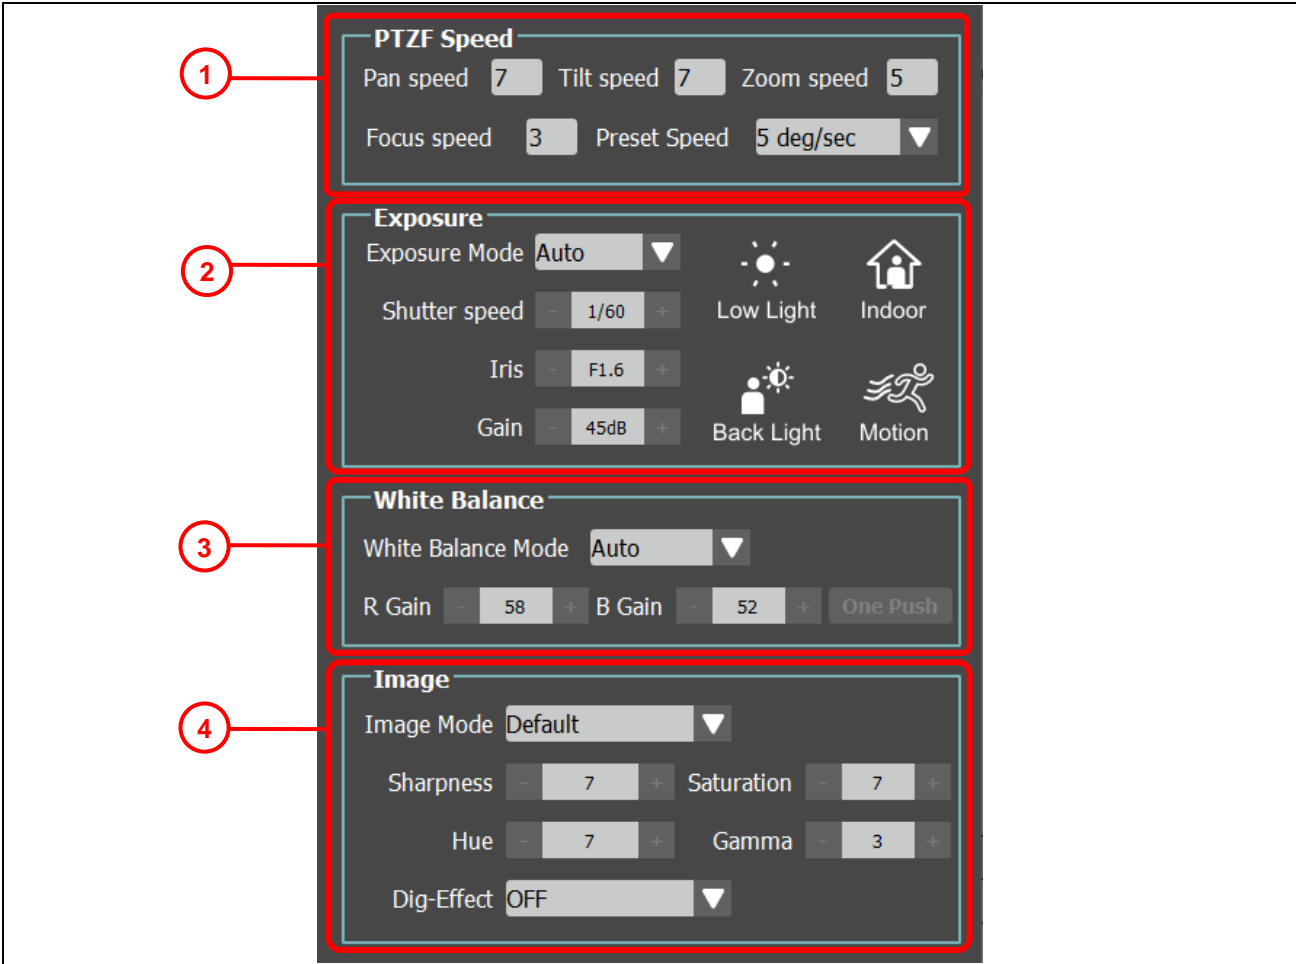 1
PTZF Speed
Pan speed 7 Tilt speed 7 Zoom speed 5
Focus speed 3 Preset Speed 5 deg/sec
2
Exposure
Exposure Mode Auto
Shutter speed - 1/60 +
Low Light Indoor
Iris - F1.6 +
Gain - 45dB +
Back Light Motion
3
White Balance
White Balance Mode Auto
R Gain - 58 + B Gain - 52 + One Push
4
Image
Image Mode Default
Sharpness - 7 + Saturation - 7 +
Hue - 7 + Gamma - 3 +
Dig-Effect OFF